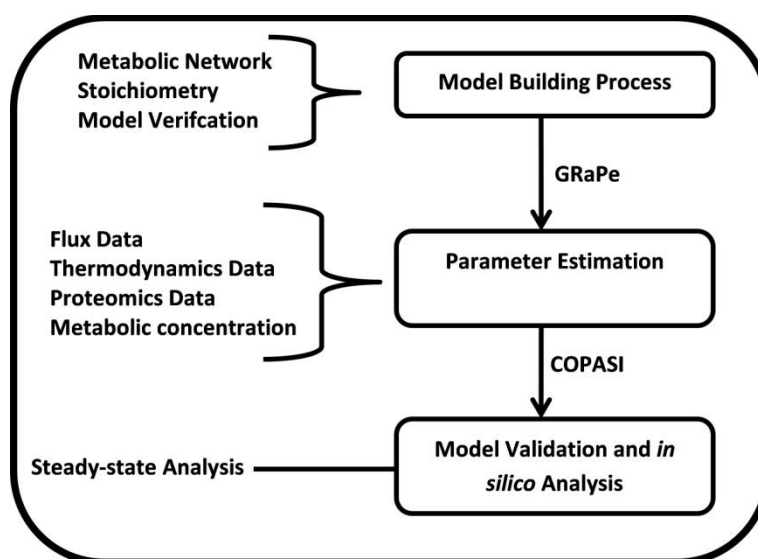 Metabolic Network
Stoichiometry
Model Verifcation
Model Building Process
GRaPe
Flux Data
Thermodynamics Data
Proteomics Data
Metabolic concentration
Parameter Estimation
COPASI
Steady-state Analysis
Model Validation and in
silico Analysis